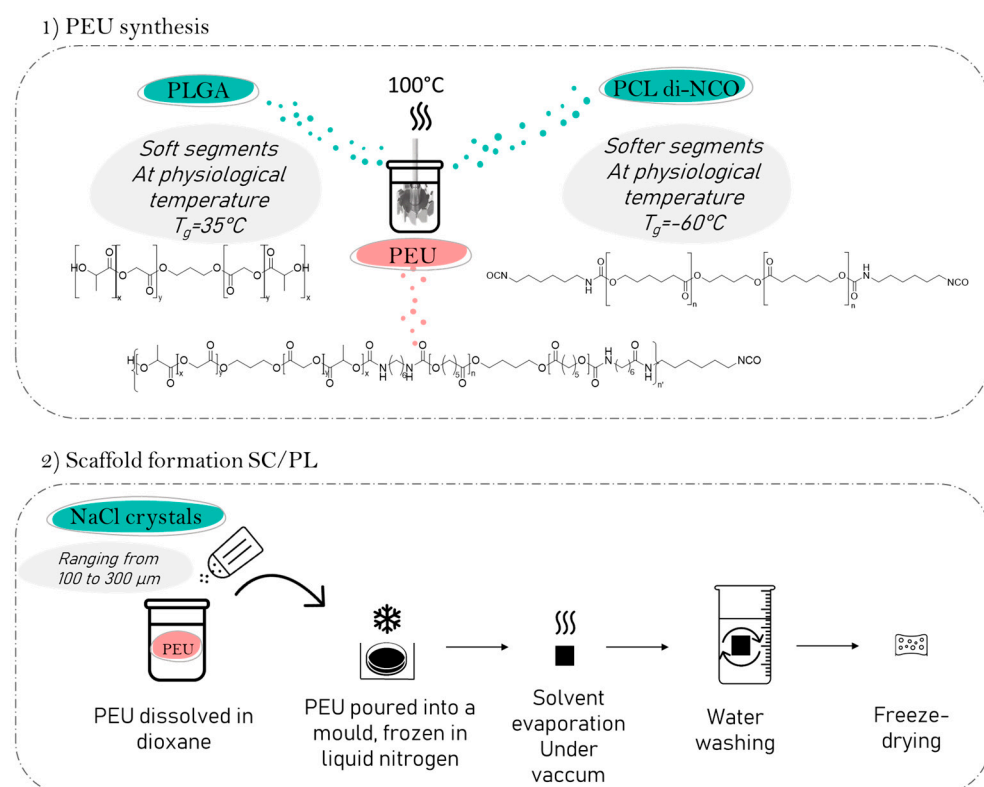 1) PEU synthesis
PLGA
100°C
PCL di-NCO
Soft segments
At physiological
temperature
Tg=35°C
Softer segments
At physiological
temperature
Tg=-60°C
PEU
2) Scaffold formation SC/PL
NaCl crystals
Ranging from
100 to 300 µm
PEU
PEU dissolved in
dioxane
PEU poured into a
mould, frozen in
liquid nitrogen
Solvent
evaporation
Under
vaccum
Water
washing
Freeze-
drying